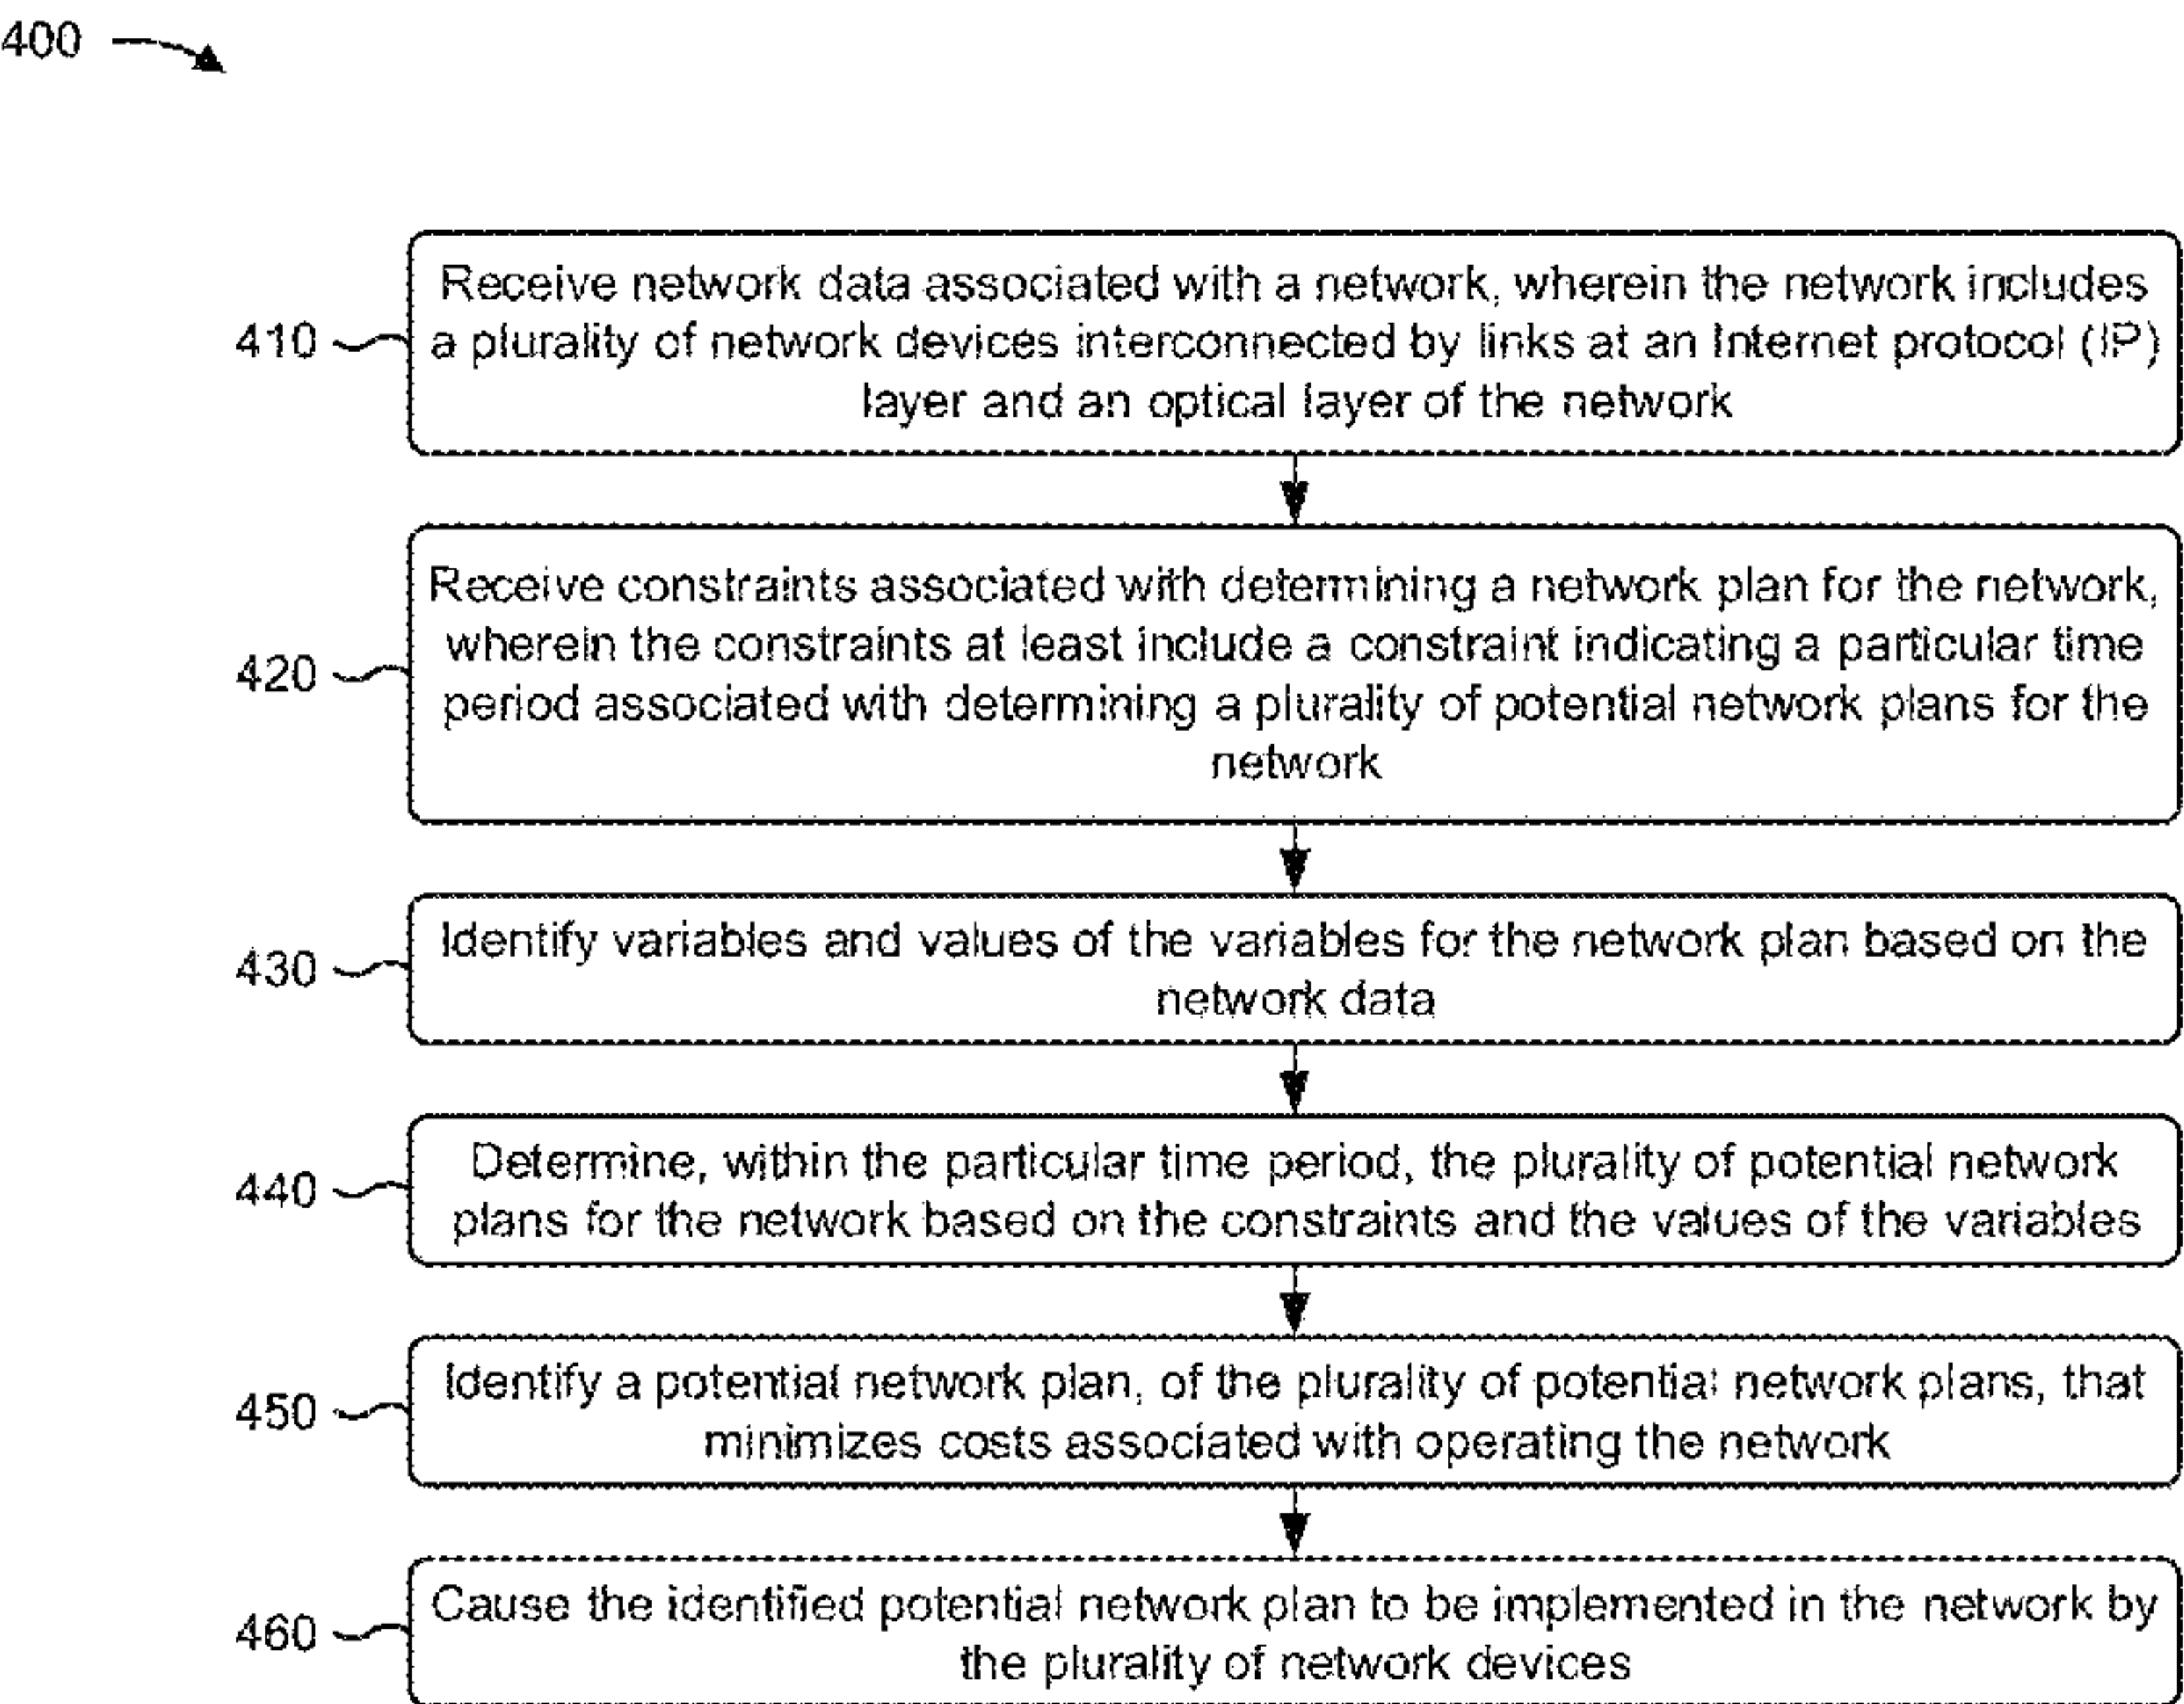 400
410
Receive network data associated with a network, wherein the network includes
a plurality of network devices interconnected by links at an Internet protocol (IP)
layer and an optical layer of the network
420
Receive constraints associated with determining a network plan for the network,
wherein the constraints at least include a constraint indicating a particular time
period associated with determining a plurality of potential network plans for the
network
430
Identify variables and values of the variables for the network plan based on the
network data
440
Determine, within the particular time period, the plurality of potential network
plans for the network based on the constraints and the values of the variables
450
Identify a potential network plan, of the plurality of potential network plans, that
minimizes costs associated with operating the network
460
Cause the identified potential network plan to be implemented in the network by
the plurality of network devices